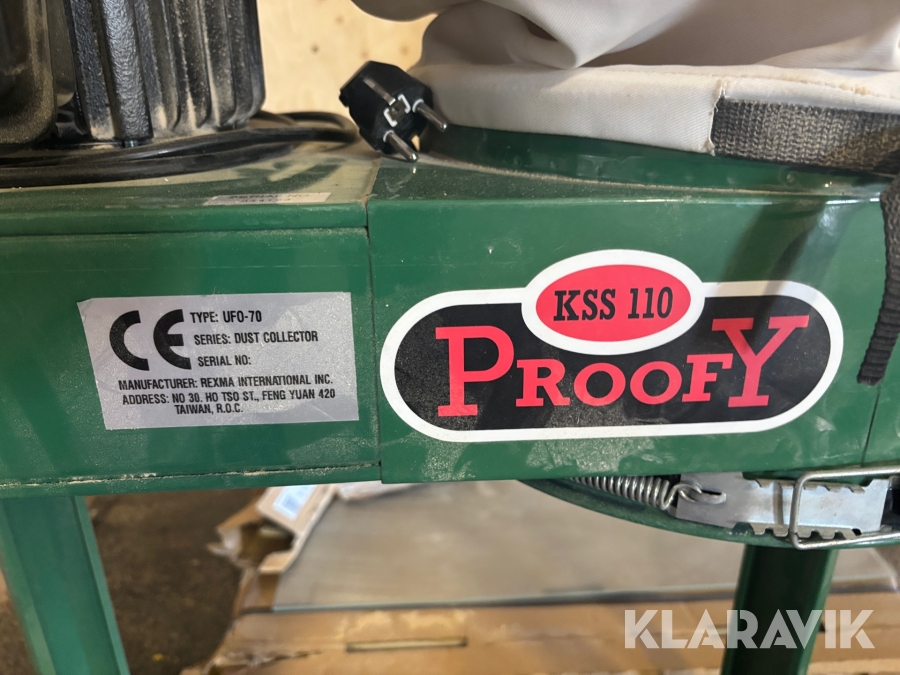 CE TYPE: UFO-70
SERIES: DUST COLLECTOR
SERIAL NO:
MANUFACTURER: REXMA INTERNATIONAL INC.
ADDRESS: NO 30. HO TSO ST., FENG YUAN 420
TAIWAN, R.O.C.
KSS 110
PROOFY
KLARAVIK